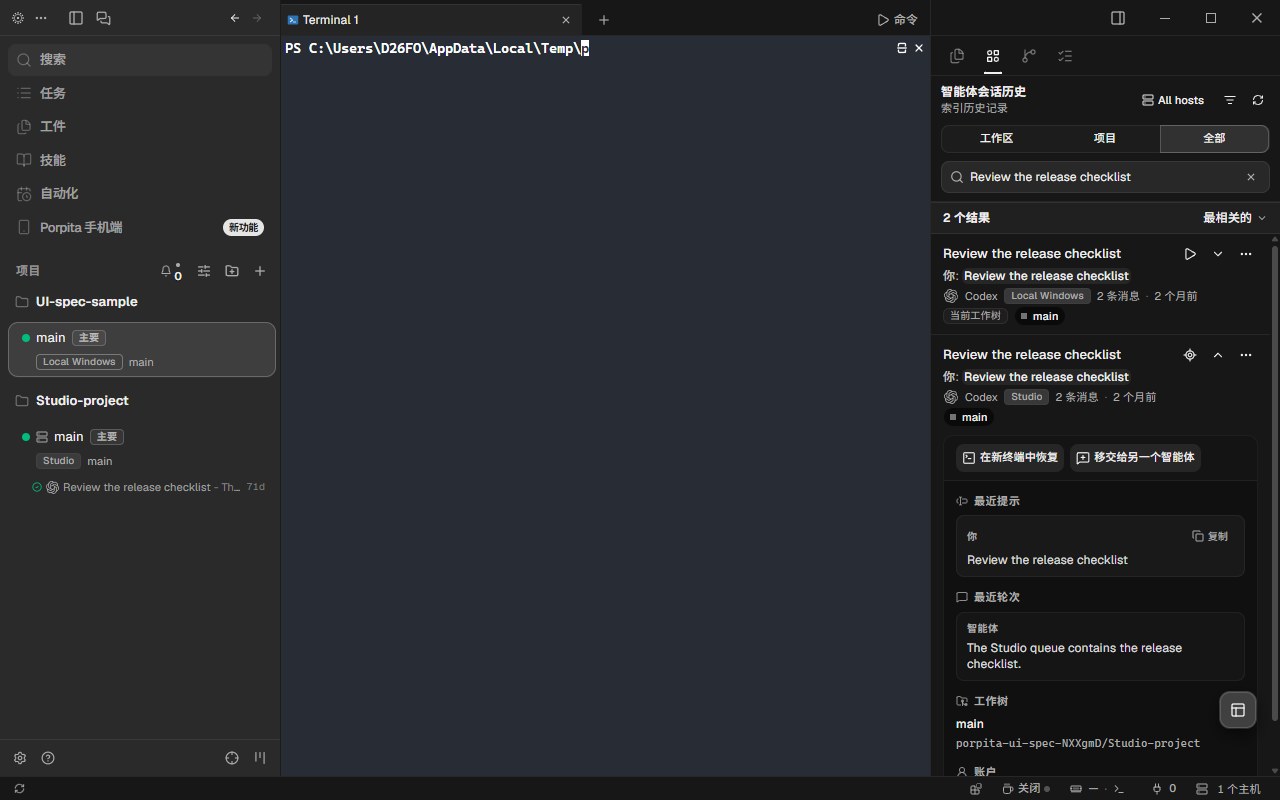 搜索
任务
工件
技能
自动化
Porpita 手机端 新功能
项目 0
UI-spec-sample
main 主要
Local Windows main
Studio-project
main 主要
Studio main
Review the release checklist - Th... 71d
Terminal 1
命令
PS C:\Users\D26FO\AppData\Local\Temp\p
智能体会话历史
索引历史记录
All hosts
工作区 项目 全部
Review the release checklist
2 个结果 最相关的
Review the release checklist
你: Review the release checklist
Codex Local Windows 2 条消息 · 2 个月前
当前工作树 main
Review the release checklist
你: Review the release checklist
Codex Studio 2 条消息 · 2 个月前
main
在新终端中恢复 移交给另一个智能体
最近提示
你 复制
Review the release checklist
最近轮次
智能体
The Studio queue contains the release
checklist.
工作树
main
porpita-ui-spec-NXXgmD/Studio-project
账户
关闭 — · 0 1 个主机